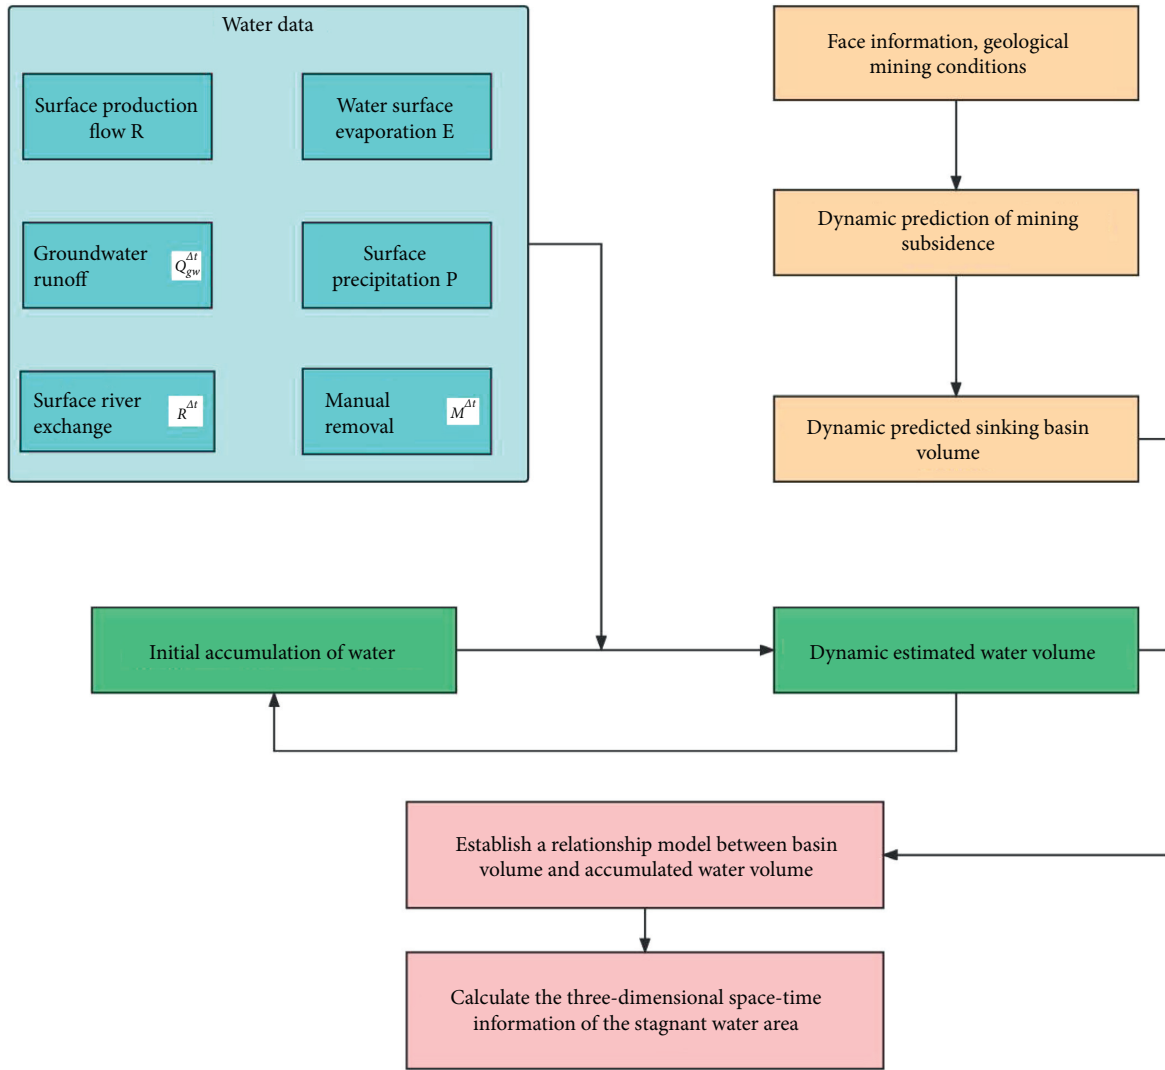 Water data
Surface production
flow R
Water surface
evaporation E
Groundwater
runoff
Q_{gw}^{Δt}
Surface
precipitation P
Surface river
exchange
R^{Δt}
Manual
removal
M^{Δt}
Face information, geological
mining conditions
Dynamic prediction of mining
subsidence
Dynamic predicted sinking basin
volume
Initial accumulation of water
Dynamic estimated water volume
Establish a relationship model between basin
volume and accumulated water volume
Calculate the three-dimensional space-time
information of the stagnant water area